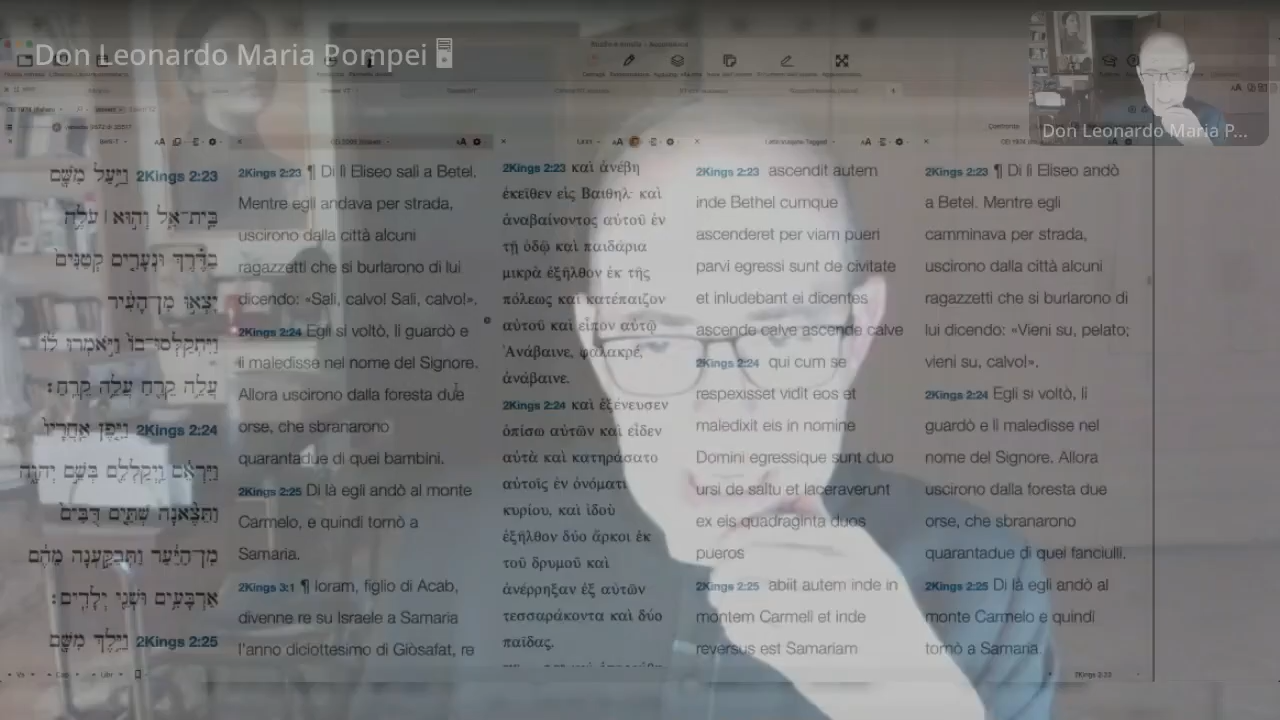 Don Leonardo Maria Pompei
Don Leonardo Maria P...
2Kings 2:23 וַיַּעַל מִשָּׁם
בֵּית־אֵל וְהוּא ׀ עֹלֶה
בַדֶּרֶךְ וּנְעָרִים קְטַנִּים
יָצְאוּ מִן־הָעִיר
וַיִּתְקַלְּסוּ־בוֹ וַיֹּאמְרוּ לוֹ
עֲלֵה קֵרֵחַ עֲלֵה קֵרֵחַ׃
2Kings 2:24 וַיִּפֶן אַחֲרָיו
וַיִּרְאֵם וַיְקַלְלֵם בְּשֵׁם יְהוָה
וַתֵּצֶאנָה שְׁתַּיִם דֻּבִּים
מִן־הַיַּעַר וַתְּבַקַּעְנָה מֵהֶם
אַרְבָּעִים וּשְׁנֵי יְלָדִים׃
2Kings 2:25 וַיֵּלֶךְ מִשָּׁם
2Kings 2:23 ¶ Di lì Eliseo salì a Betel.
Mentre egli andava per strada,
uscirono dalla città alcuni
ragazzetti che si burlarono di lui
dicendo: «Sali, calvo! Sali, calvo!».
2Kings 2:24 Egli si voltò, li guardò e
li maledisse nel nome del Signore.
Allora uscirono dalla foresta due
orse, che sbranarono
quarantadue di quei bambini.
2Kings 2:25 Di là egli andò al monte
Carmelo, e quindi tornò a
Samaria.
2Kings 3:1 ¶ Ioram, figlio di Acab,
divenne re su Israele a Samaria
l'anno diciottesimo di Giòsafat, re
2Kings 2:23 καὶ ἀνέβη
ἐκεῖθεν εἰς Βαιθηλ· καὶ
ἀναβαίνοντος αὐτοῦ ἐν
τῇ ὁδῷ καὶ παιδάρια
μικρὰ ἐξῆλθον ἐκ τῆς
πόλεως καὶ κατέπαιζον
αὐτοῦ καὶ εἶπον αὐτῷ
Ἀνάβαινε, φαλακρέ,
ἀνάβαινε.
2Kings 2:24 καὶ ἐξένευσεν
ὀπίσω αὐτῶν καὶ εἶδεν
αὐτὰ καὶ κατηράσατο
αὐτοῖς ἐν ὀνόματι
κυρίου, καὶ ἰδοὺ
ἐξῆλθον δύο ἄρκοι ἐκ
τοῦ δρυμοῦ καὶ
ἀνέρρηξαν ἐξ αὐτῶν
τεσσαράκοντα καὶ δύο
παῖδας.
2Kings 2:23 ascendit autem
inde Bethel cumque
ascenderet per viam pueri
parvi egressi sunt de civitate
et inludebant ei dicentes
ascende calve ascende calve
2Kings 2:24 qui cum se
respexisset vidit eos et
maledixit eis in nomine
Domini egressique sunt duo
ursi de saltu et laceraverunt
ex eis quadraginta duos
pueros
2Kings 2:25 abiit autem inde in
montem Carmeli et inde
reversus est Samariam
2Kings 2:23 ¶ Di lì Eliseo andò
a Betel. Mentre egli
camminava per strada,
uscirono dalla città alcuni
ragazzetti che si burlarono di
lui dicendo: «Vieni su, pelato;
vieni su, calvo!».
2Kings 2:24 Egli si voltò, li
guardò e li maledisse nel
nome del Signore. Allora
uscirono dalla foresta due
orse, che sbranarono
quarantadue di quei fanciulli.
2Kings 2:25 Di là egli andò al
monte Carmelo e quindi
tornò a Samaria.
2Kings 2:23